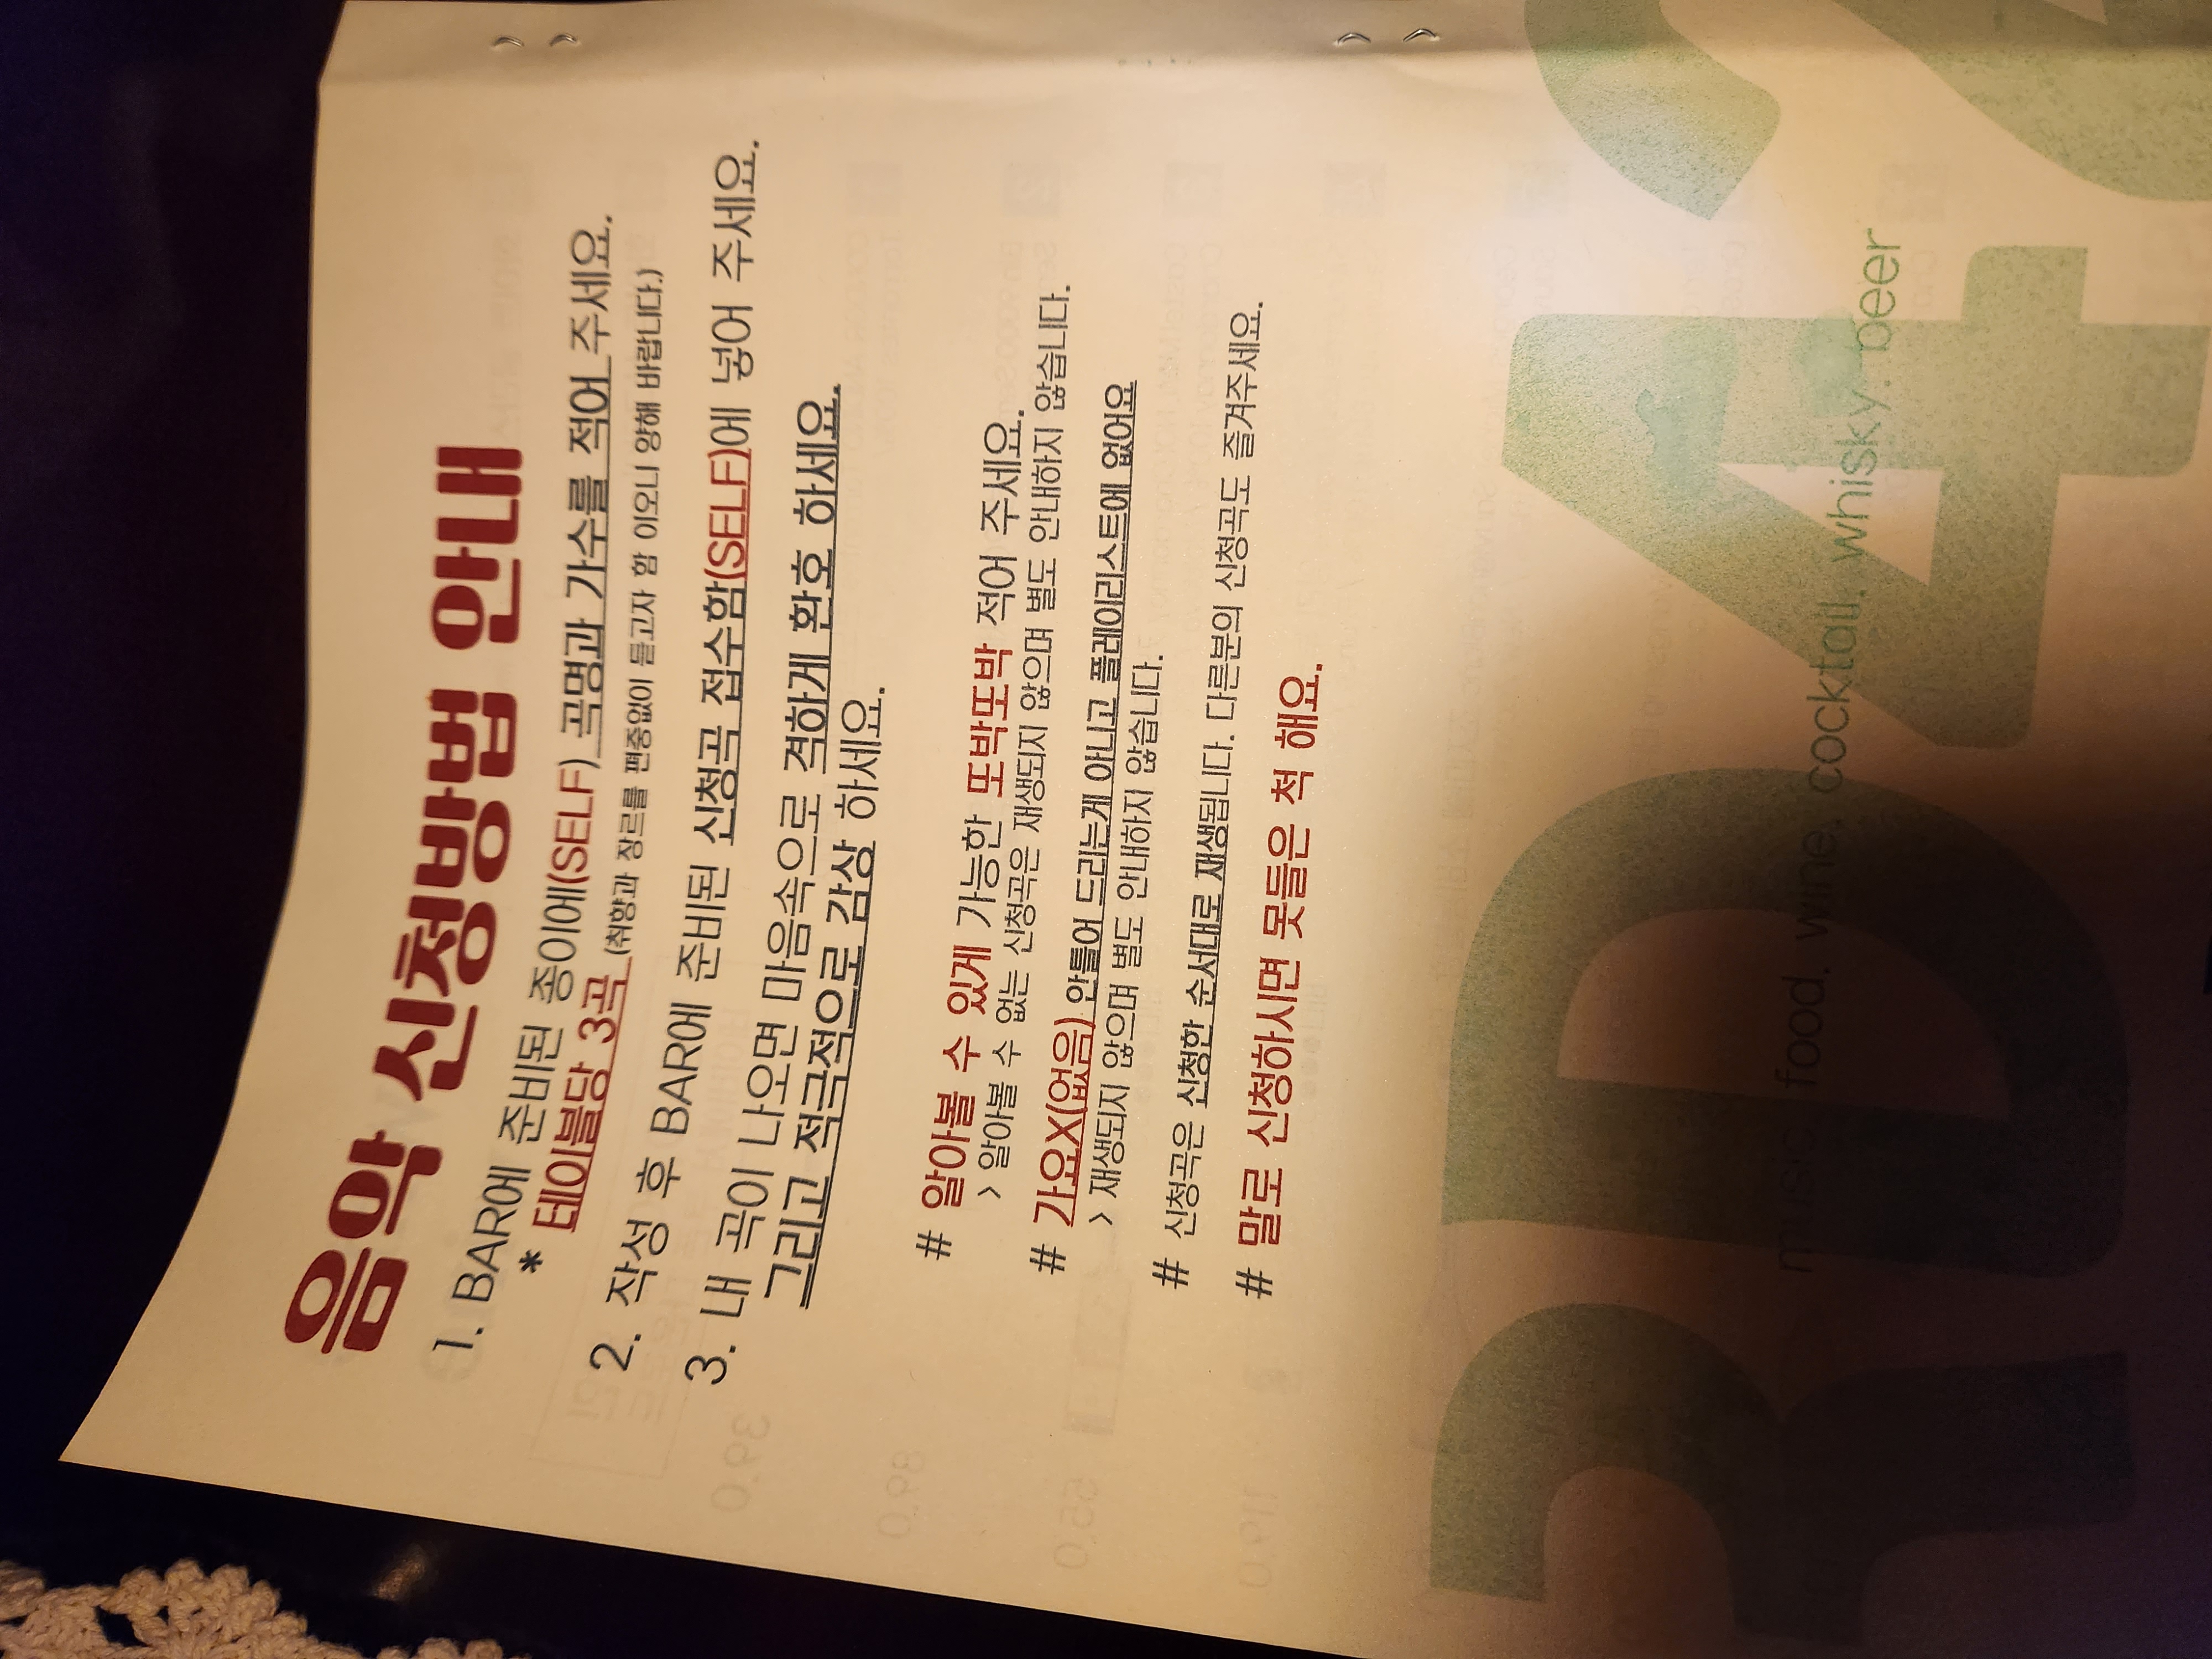 음악 신청방법 안내
1. BAR에 준비된 종이에(SELF) 곡명과 가수를 적어 주세요.
* 테이블당 3곡 (취향과 장르를 편중없이 듣고자 함 이오니 양해 바랍니다.)
2. 작성 후 BAR에 준비된 신청곡 접수함(SELF)에 넣어 주세요.
3. 내 곡이 나오면 마음속으로 격하게 환호 하세요.
그리고 적극적으로 감상 하세요.
# 알아볼 수 있게 가능한 또박또박 적어 주세요.
> 알아볼 수 없는 신청곡은 재생되지 않으며 별도 안내하지 않습니다.
# 가요X(없음) 안틀어 드리는게 아니고 플레이리스트에 없어요
> 재생되지 않으며 별도 안내하지 않습니다.
# 신청곡은 신청한 순서대로 재생됩니다. 다른분의 신청곡도 즐겨주세요.
# 말로 신청하시면 못들은 척 해요.
RD4
music, food, wine, cocktail, whisky, beer